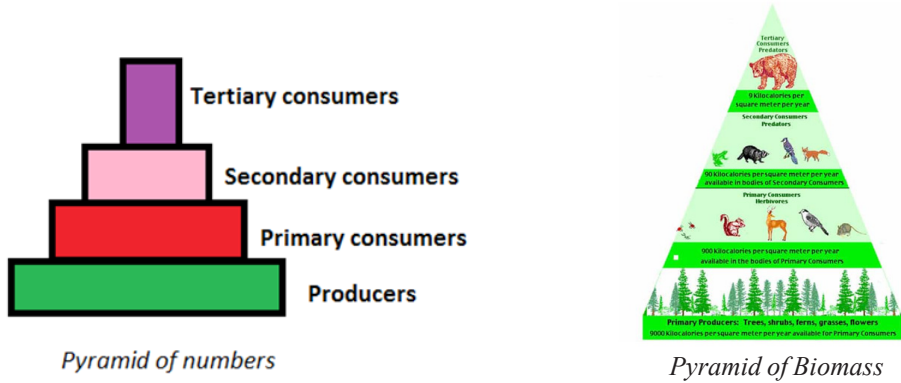 Tertiary consumers
Secondary consumers
Primary consumers
Producers
Pyramid of numbers
Tertiary
Consumers
Predators
9 Kilocalories per
square meter per year
Secondary Consumers
Predators
90 Kilocalories per square meter per year
available in bodies of Secondary Consumers
Primary Consumers
Herbivores
900 Kilocalories per square meter per year
available in the bodies of Primary Consumers
Primary Producers: Trees, shrubs, ferns, grasses, flowers
9000 Kilocalories per square meter per year available for Primary Consumers
Pyramid of Biomass